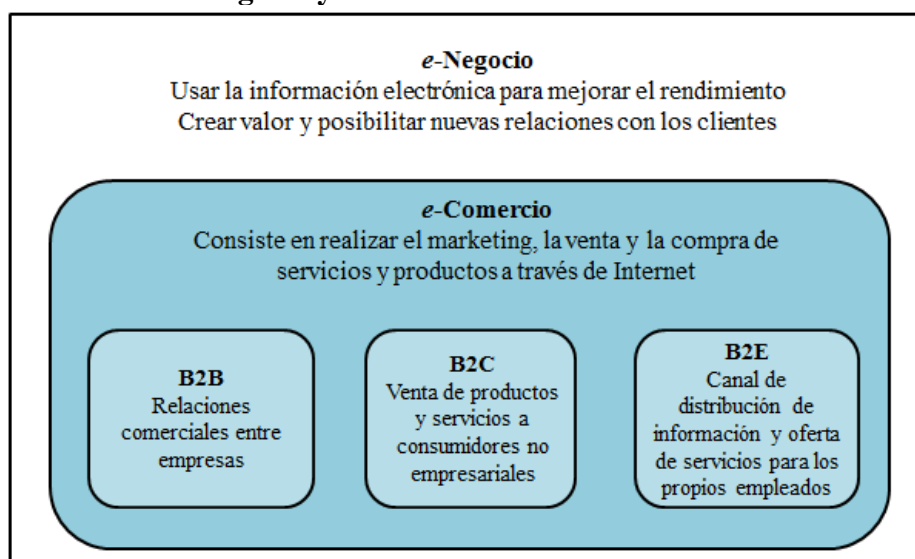 e-Negocio
Usar la información electrónica para mejorar el rendimiento
Crear valor y posibilitar nuevas relaciones con los clientes
e-Comercio
Consiste en realizar el marketing, la venta y la compra de
servicios y productos a través de Internet
B2B
Relaciones
comerciales entre
empresas
B2C
Venta de productos
y servicios a
consumidores no
empresariales
B2E
Canal de
distribución de
información y oferta
de servicios para los
propios empleados